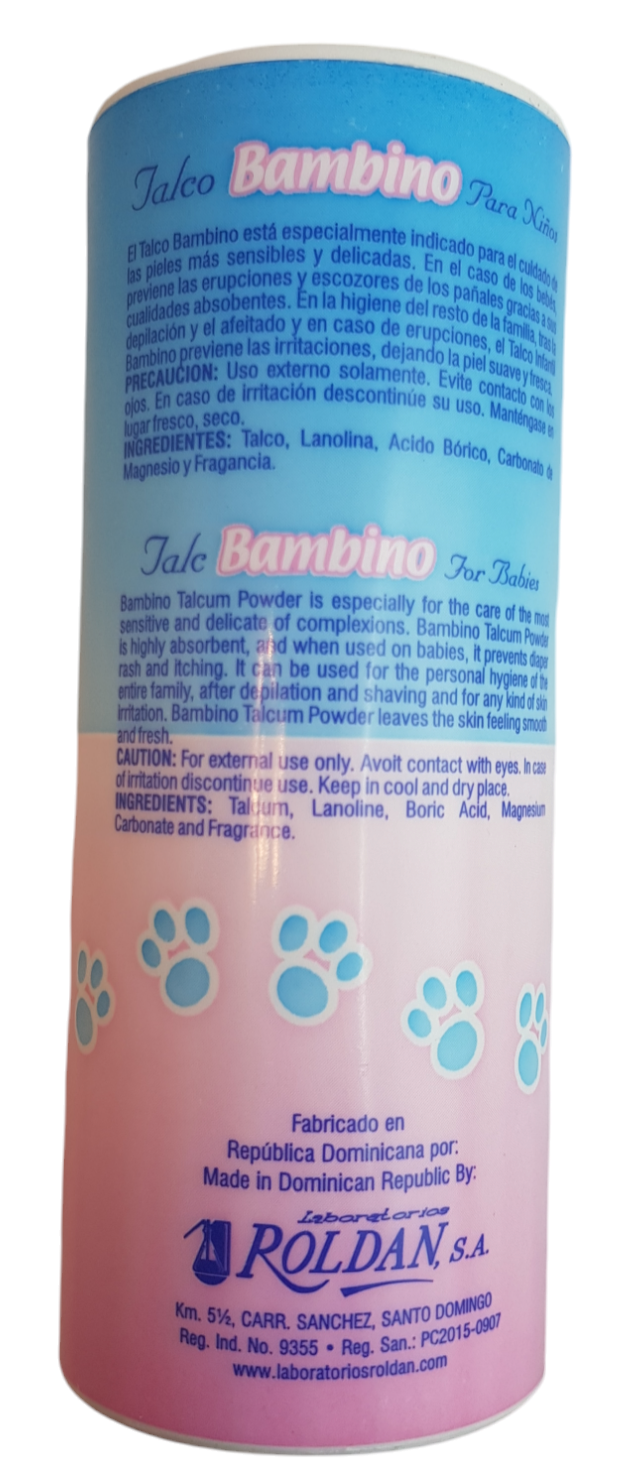 Talco Bambino Para Niños
El Talco Bambino está especialmente indicado para el cuidado de
las pieles más sensibles y delicadas. En el caso de los bebés,
previene las erupciones y escozores de los pañales gracias a sus
cualidades absobentes. En la higiene del resto de la familia, tras la
depilación y el afeitado y en caso de erupciones, el Talco Infantil
Bambino previene las irritaciones, dejando la piel suave y fresca.
PRECAUCIÓN: Uso externo solamente. Evite contacto con los
ojos. En caso de irritación descontinúe su uso. Manténgase en
lugar fresco, seco.
INGREDIENTES: Talco, Lanolina, Acido Bórico, Carbonato de
Magnesio y Fragancia.
Talc Bambino For Babies
Bambino Talcum Powder is especially for the care of the most
sensitive and delicate of complexions. Bambino Talcum Powder
is highly absorbent, and when used on babies, it prevents diaper
rash and itching. It can be used for the personal hygiene of the
entire family, after depilation and shaving and for any kind of skin
irritation. Bambino Talcum Powder leaves the skin feeling smooth
and fresh.
CAUTION: For external use only. Avoit contact with eyes. In case
of irritation discontinue use. Keep in cool and dry place.
INGREDIENTS: Talcum, Lanoline, Boric Acid, Magnesium
Carbonate and Fragrance.
Fabricado en
República Dominicana por:
Made in Dominican Republic By:
Laboratorios
ROLDAN, S.A.
Km. 5½, CARR. SANCHEZ, SANTO DOMINGO
Reg. Ind. No. 9355 • Reg. San.: PC2015-0907
www.laboratoriosroldan.com